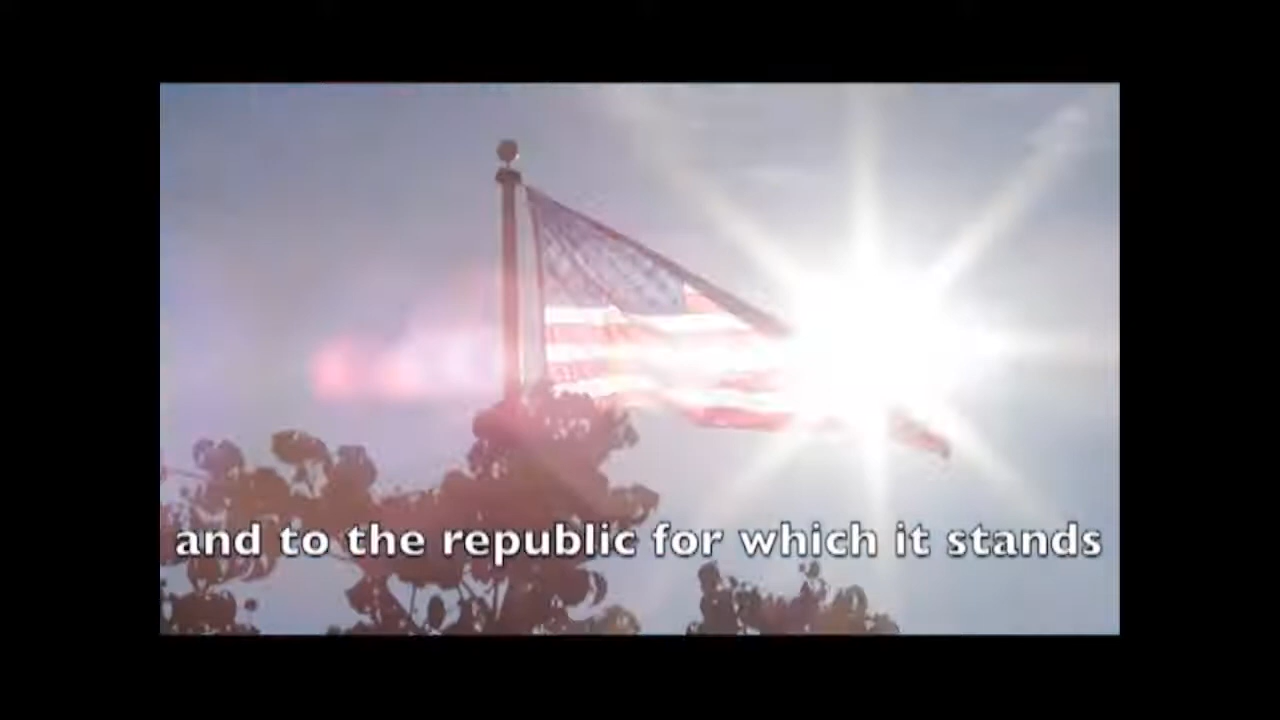 and to the republic for which it stands